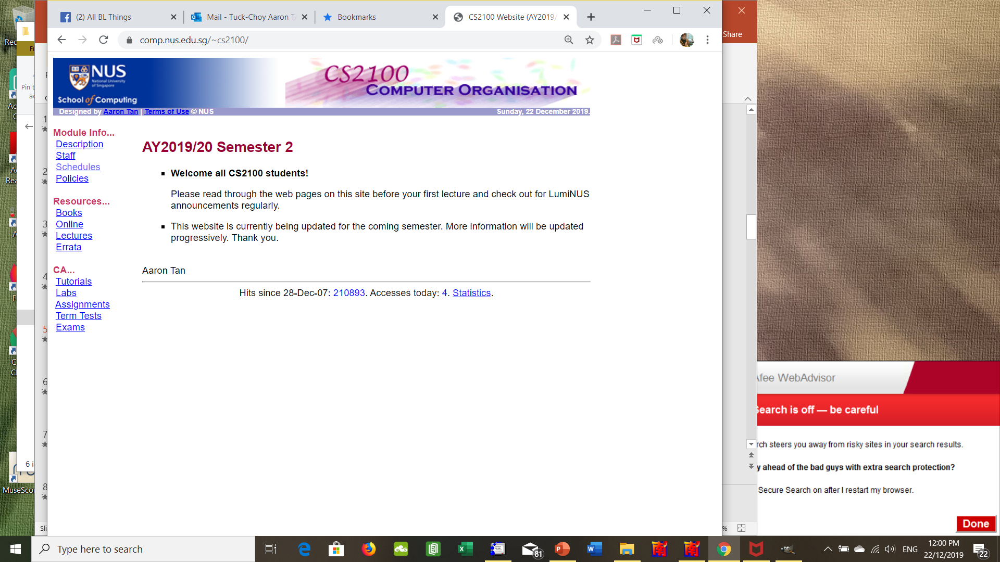 (2) All BL Things
Mail - Tuck-Choy Aaron T
Bookmarks
CS2100 Website (AY2019/
comp.nus.edu.sg/~cs2100/
Share
NUS
National University
of Singapore
School of Computing
CS2100
COMPUTER ORGANISATION
Designed by Aaron Tan | Terms of Use © NUS
Sunday, 22 December 2019.
Module Info...
Description
Staff
Schedules
Policies
Resources...
Books
Online
Lectures
Errata
CA...
Tutorials
Labs
Assignments
Term Tests
Exams
AY2019/20 Semester 2
Welcome all CS2100 students!
Please read through the web pages on this site before your first lecture and check out for LumiNUS
announcements regularly.
This website is currently being updated for the coming semester. More information will be updated
progressively. Thank you.
Aaron Tan
Hits since 28-Dec-07: 210893. Accesses today: 4. Statistics.
Pin t
1
2
3
4
5
6
7
8
6 i
MuseSco
Sli
%
Afee WebAdvisor
Search is off — be careful
rch steers you away from risky sites in your search results.
y ahead of the bad guys with extra search protection?
Secure Search on after I restart my browser.
Done
Type here to search
81
ENG
12:00 PM
22/12/2019
22